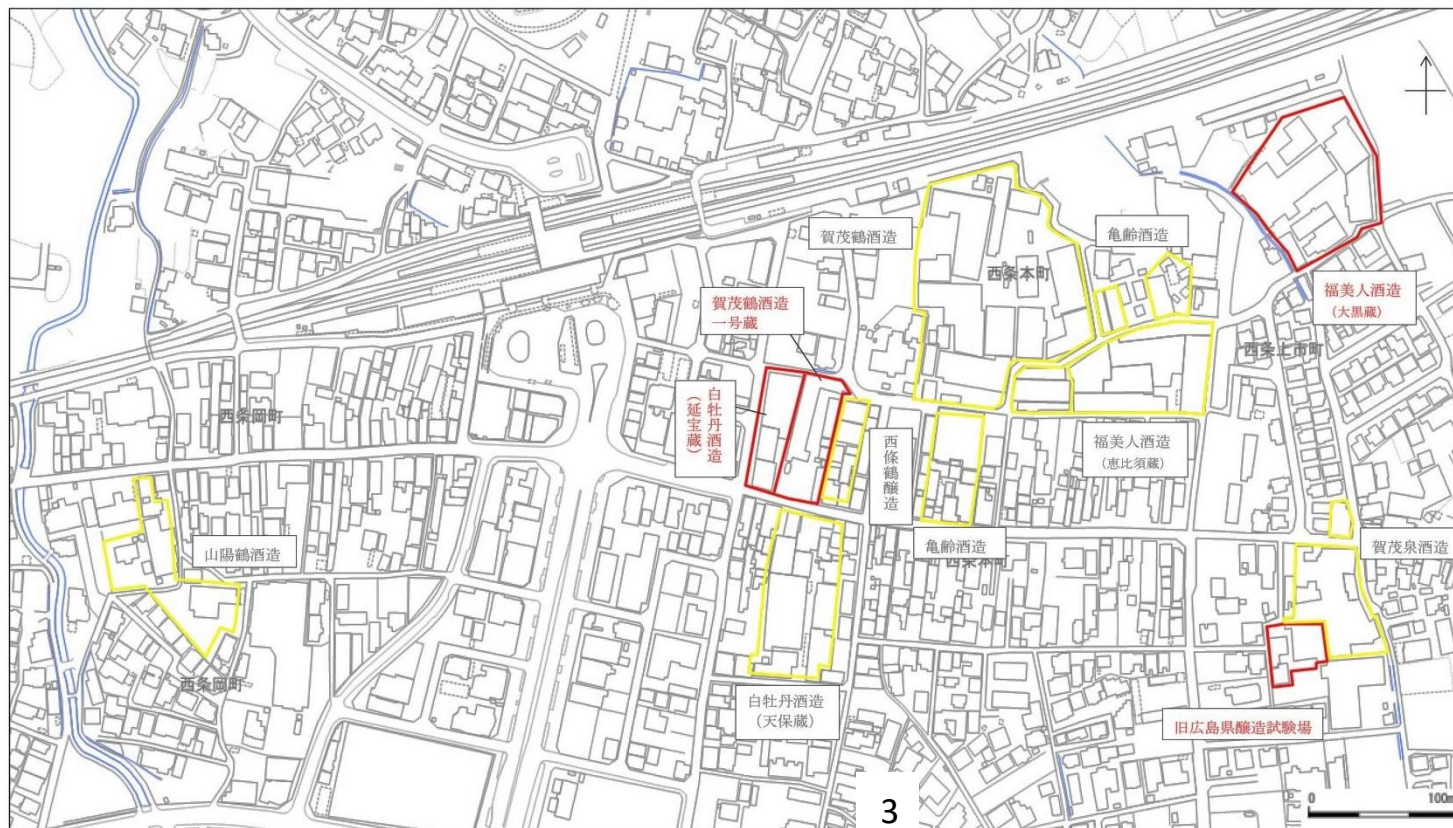 賀茂鶴酒造
亀齢酒造
西条本町
賀茂鶴酒造
一号蔵
福美人酒造
(大黒蔵)
西条上市町
白牡丹酒造
(延宝蔵)
西条岡町
西條鶴醸造
福美人酒造
(恵比須蔵)
山陽鶴酒造
亀齢酒造
西条本町
賀茂泉酒造
西条岡町
白牡丹酒造
(天保蔵)
旧広島県醸造試験場
0 100m
3